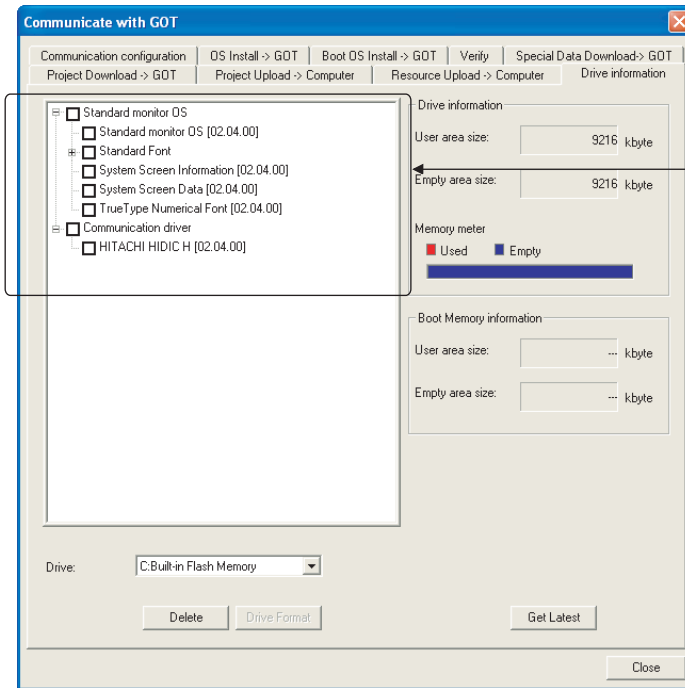 Communicate with GOT
Communication configuration OS Install -> GOT Boot OS Install -> GOT Verify Special Data Download-> GOT
Project Download -> GOT Project Upload -> Computer Resource Upload -> Computer Drive information
Standard monitor OS
Standard monitor OS [02.04.00]
Standard Font
System Screen Information [02.04.00]
System Screen Data [02.04.00]
TrueType Numerical Font [02.04.00]
Communication driver
HITACHI HIDIC H [02.04.00]
Drive information
User area size: 9216 kbyte
Empty area size: 9216 kbyte
Memory meter
Used Empty
Boot Memory information
User area size: --- kbyte
Empty area size: --- kbyte
Drive: C:Built-in Flash Memory
Delete Drive Format Get Latest
Close